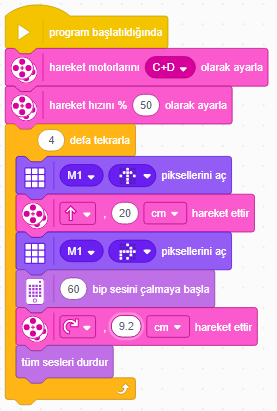 program başlatıldığında
hareket motorlarını C+D olarak ayarla
hareket hızını % 50 olarak ayarla
4 defa tekrarla
M1 piksellerini aç
, 20 cm hareket ettir
M1 piksellerini aç
60 bip sesini çalmaya başla
, 9.2 cm hareket ettir
tüm sesleri durdur